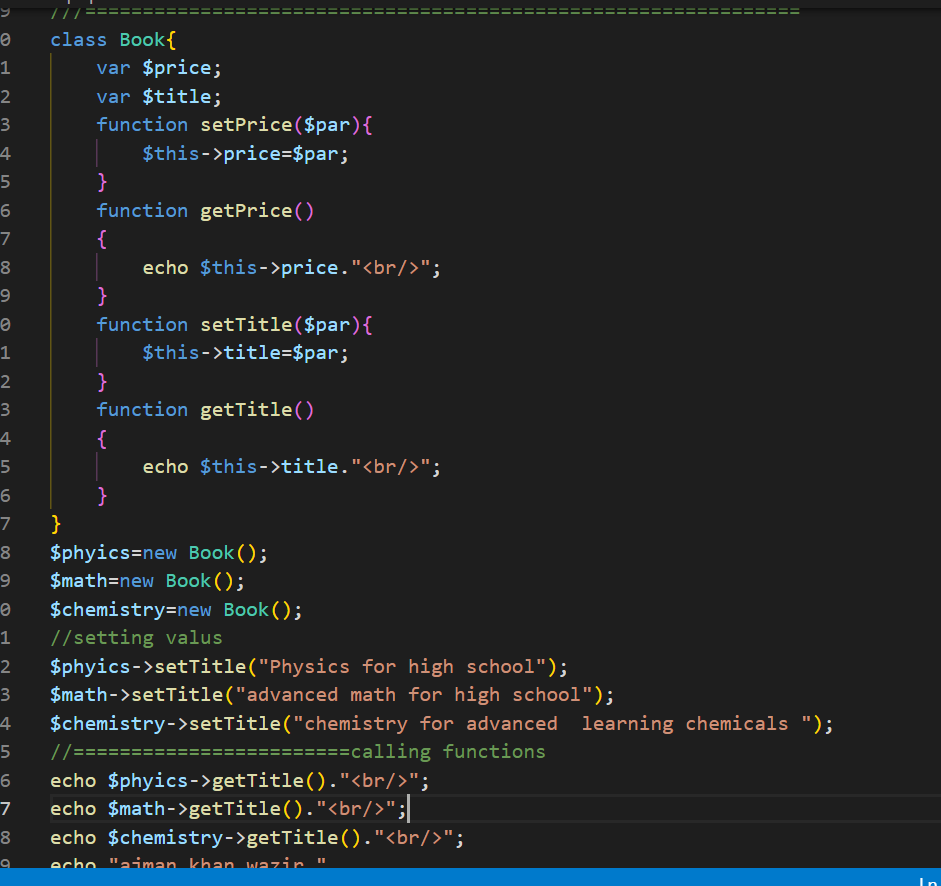 9 ///==============================================================
0 class Book{
1     var $price;
2     var $title;
3     function setPrice($par){
4         $this->price=$par;
5     }
6     function getPrice()
7     {
8         echo $this->price."<br/>";
9     }
0     function setTitle($par){
1         $this->title=$par;
2     }
3     function getTitle()
4     {
5         echo $this->title."<br/>";
6     }
7 }
8 $phyics=new Book();
9 $math=new Book();
0 $chemistry=new Book();
1 //setting valus
2 $phyics->setTitle("Physics for high school");
3 $math->setTitle("advanced math for high school");
4 $chemistry->setTitle("chemistry for advanced  learning chemicals ");
5 //========================calling functions
6 echo $phyics->getTitle()."<br/>";
7 echo $math->getTitle()."<br/>";
8 echo $chemistry->getTitle()."<br/>";
9 echo "ajman khan wazir "
Ln